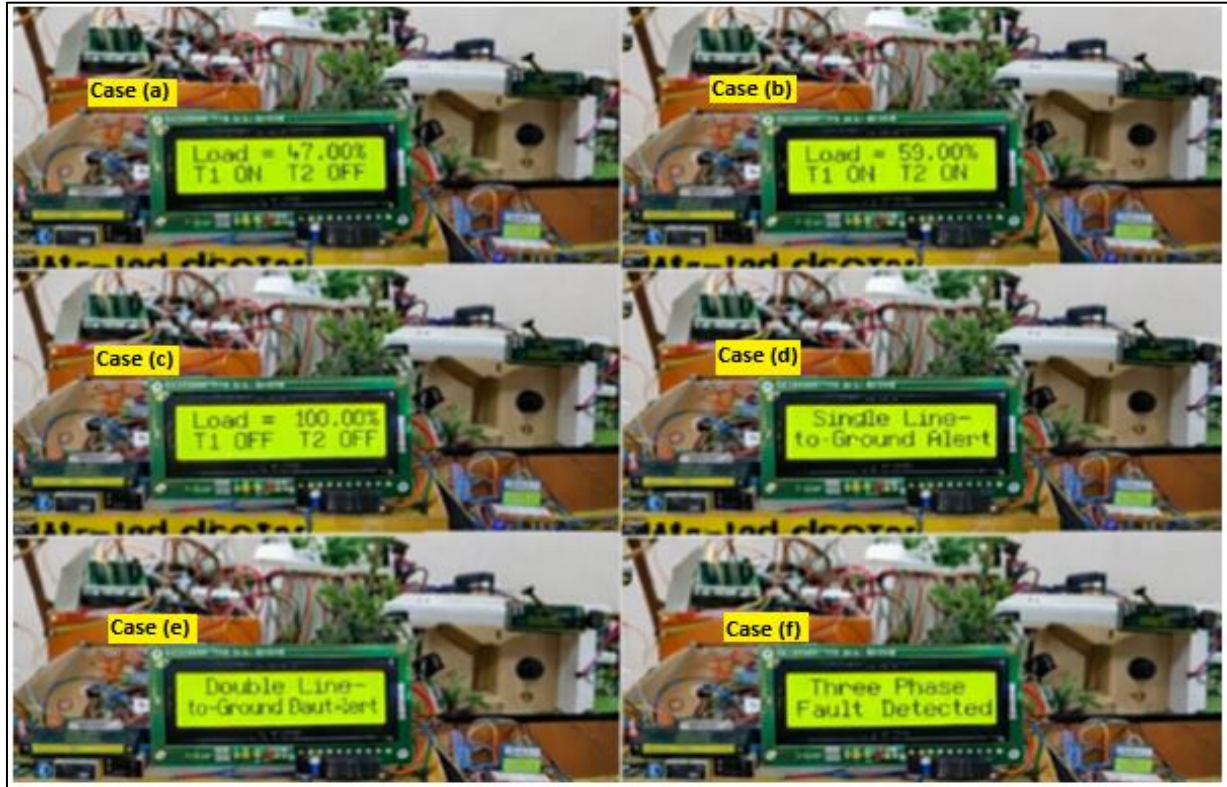 Case (a)
Load = 47.00%
T1 ON T2 OFF
Case (b)
Load = 59.00%
T1 ON T2 ON
Case (c)
Load = 100.00%
T1 OFF T2 OFF
Case (d)
Single Line-
to-Ground Alert
Case (e)
Double Line-
to-Ground Daut-lert
Case (f)
Three Phase
Fault Detected